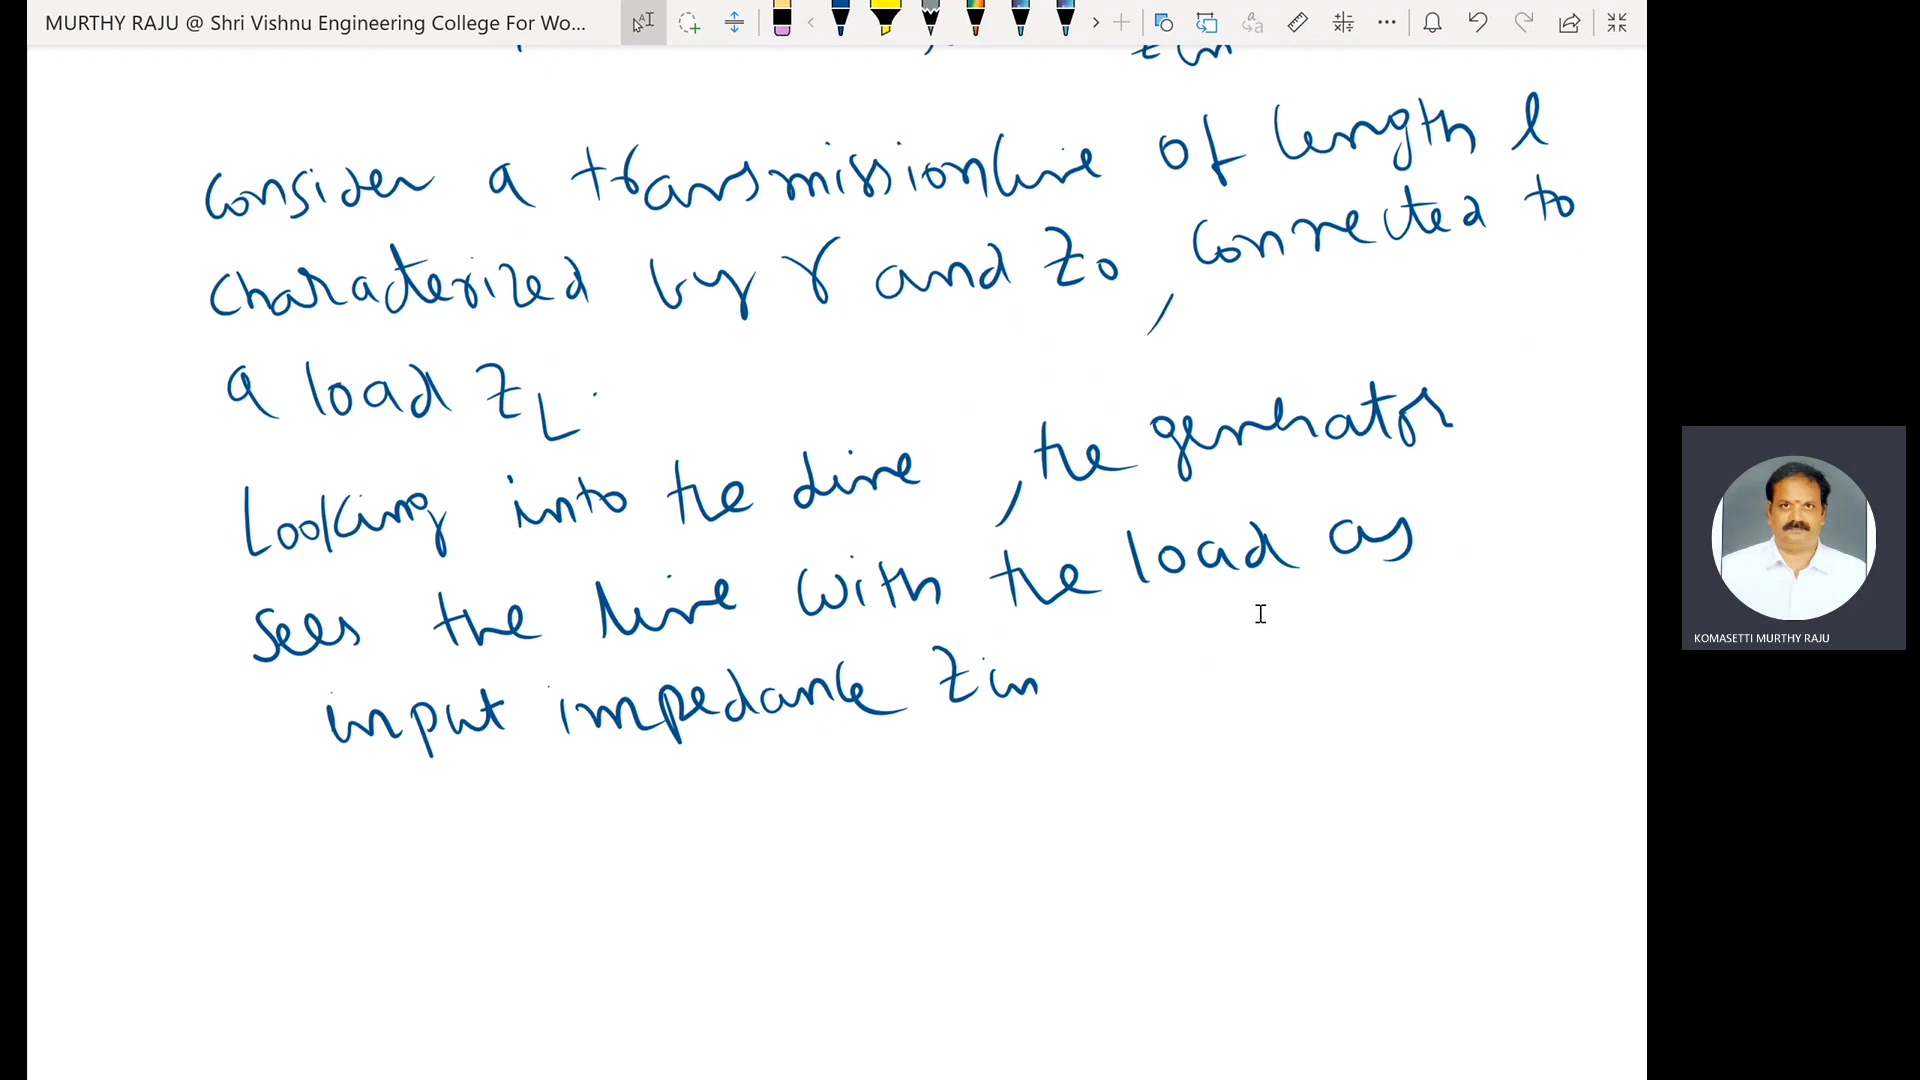 MURTHY RAJU @ Shri Vishnu Engineering College For Wo...
Zin
Consider a transmissionline of length l
characterized by γ and Z0, connected to
a load ZL.
Looking into the line, the generator
sees the line with the load as
input impedance Zin
KOMASETTI MURTHY RAJU